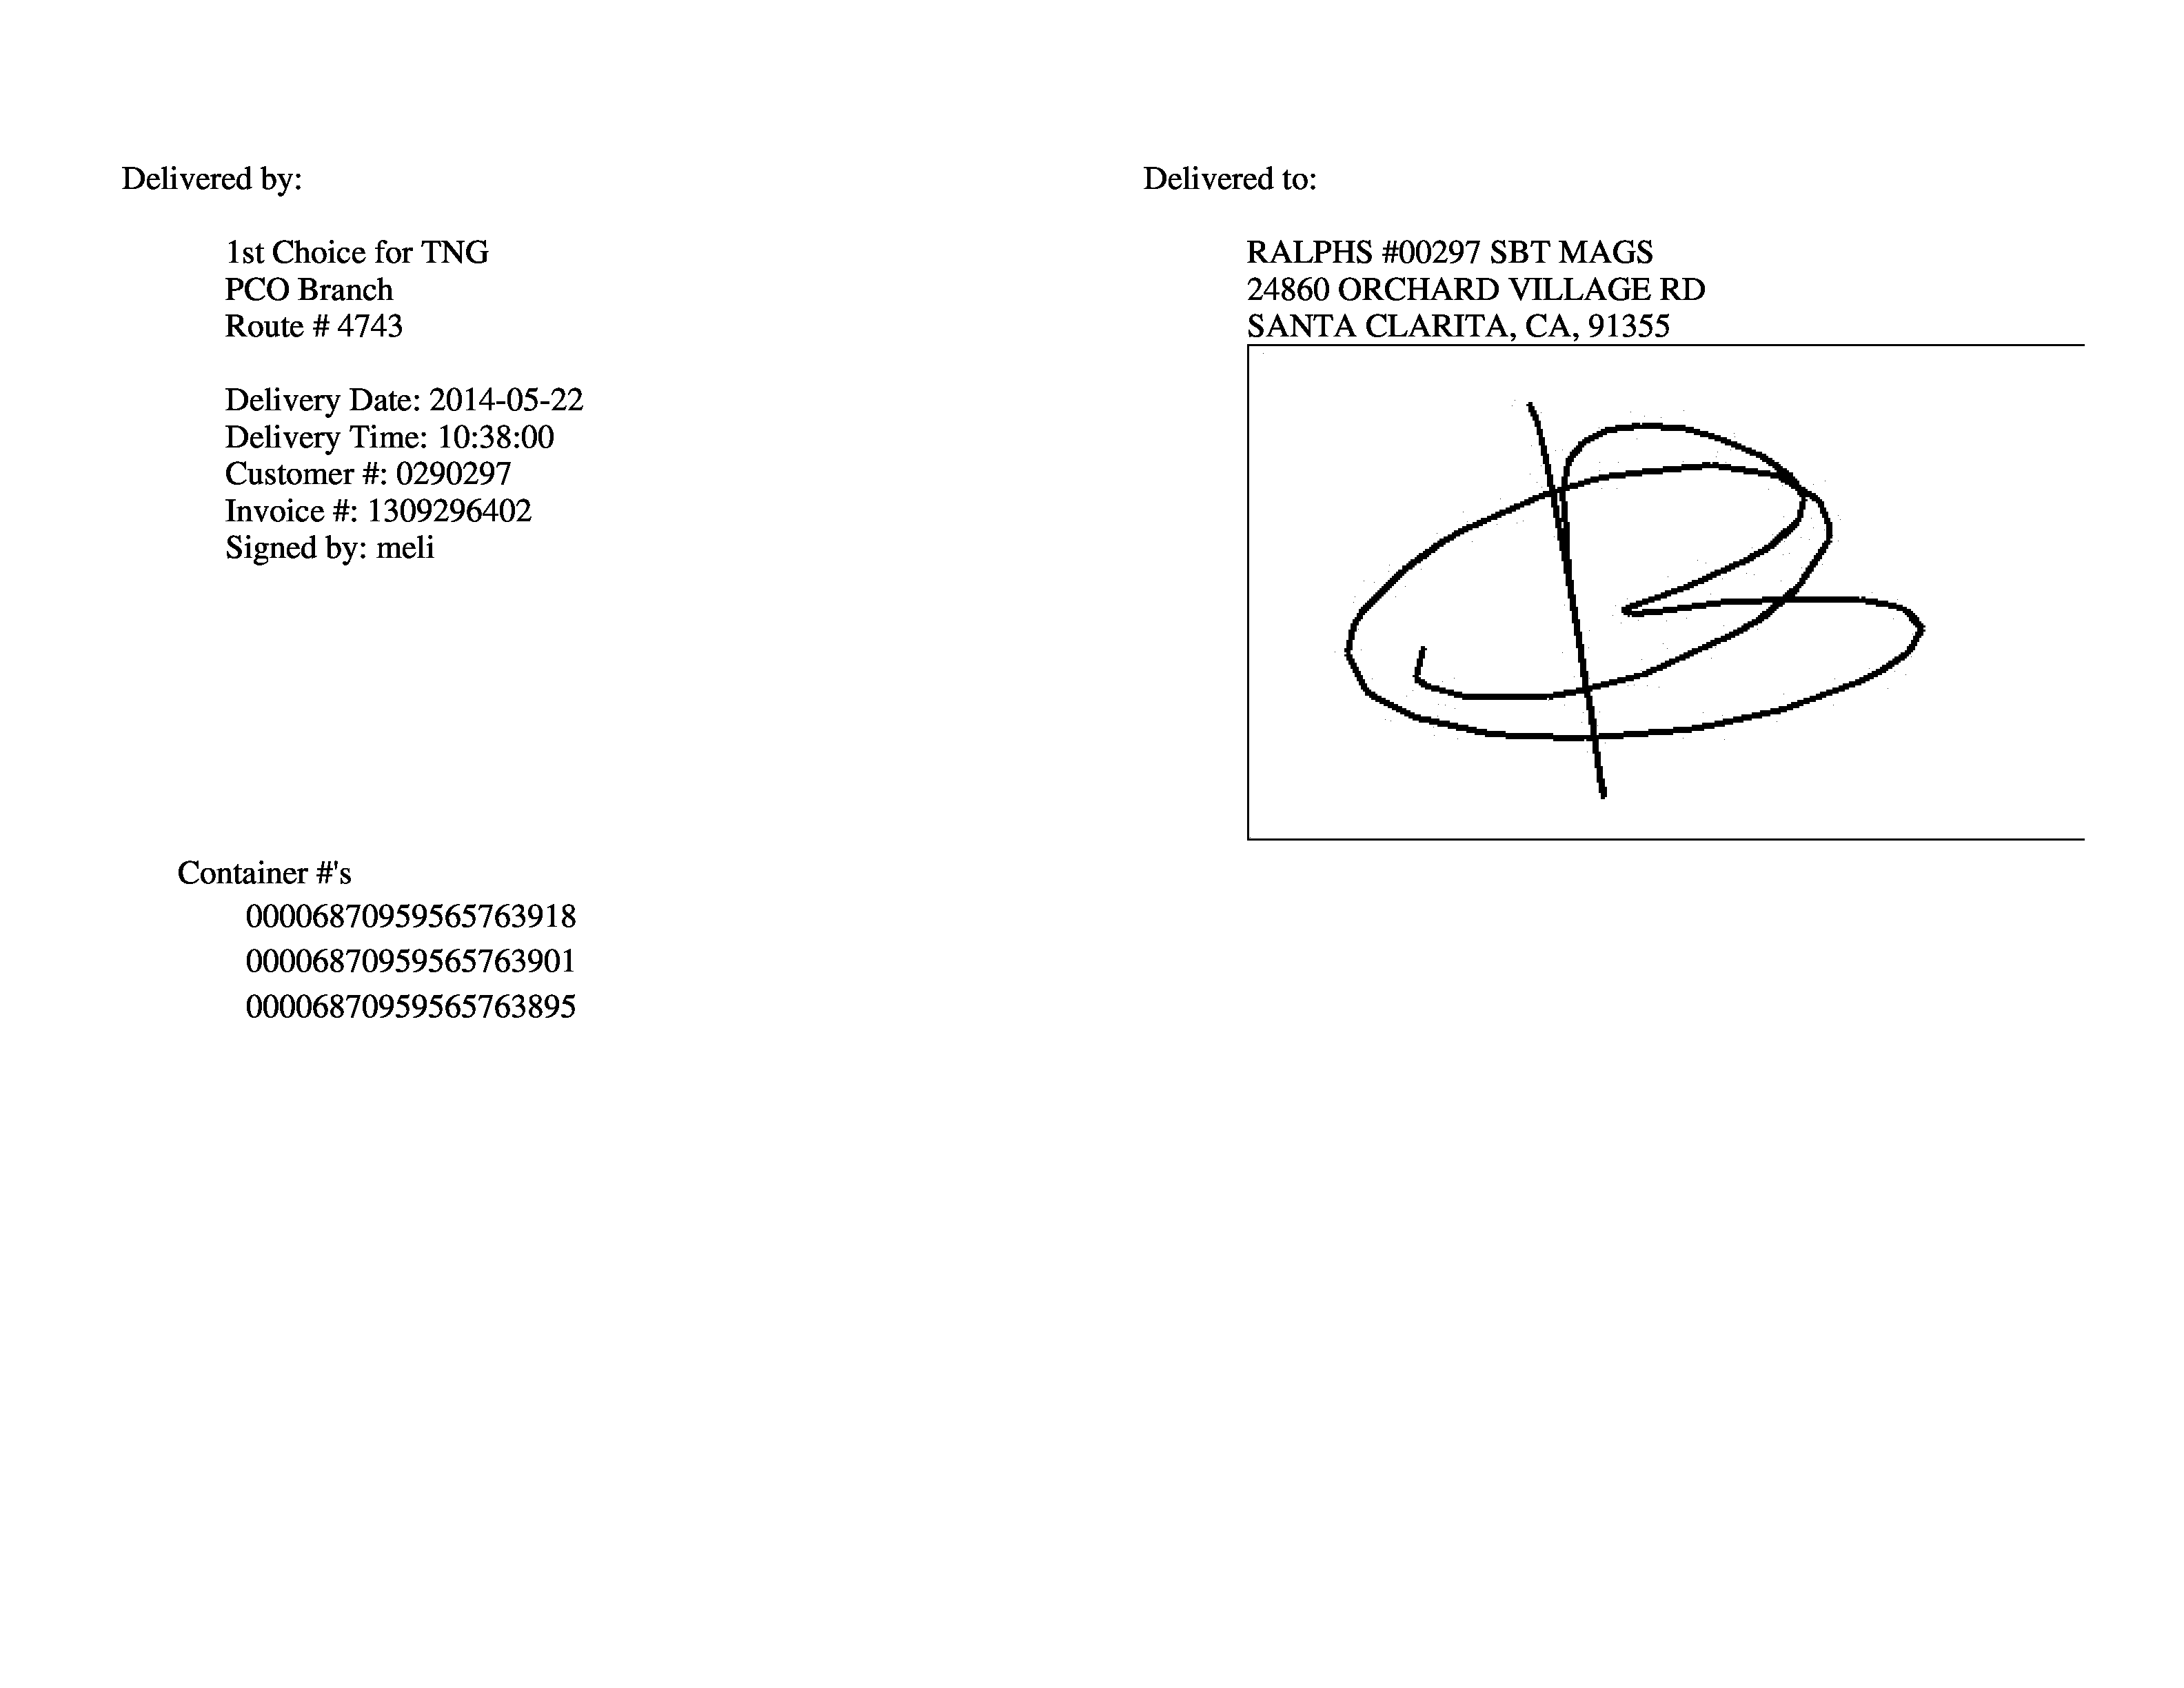 Delivered by:
1st Choice for TNG
PCO Branch
Route # 4743
Delivery Date: 2014-05-22
Delivery Time: 10:38:00
Customer #: 0290297
Invoice #: 1309296402
Signed by: meli
Delivered to:
RALPHS #00297 SBT MAGS
24860 ORCHARD VILLAGE RD
SANTA CLARITA, CA, 91355
Container #'s
00006870959565763918
00006870959565763901
00006870959565763895